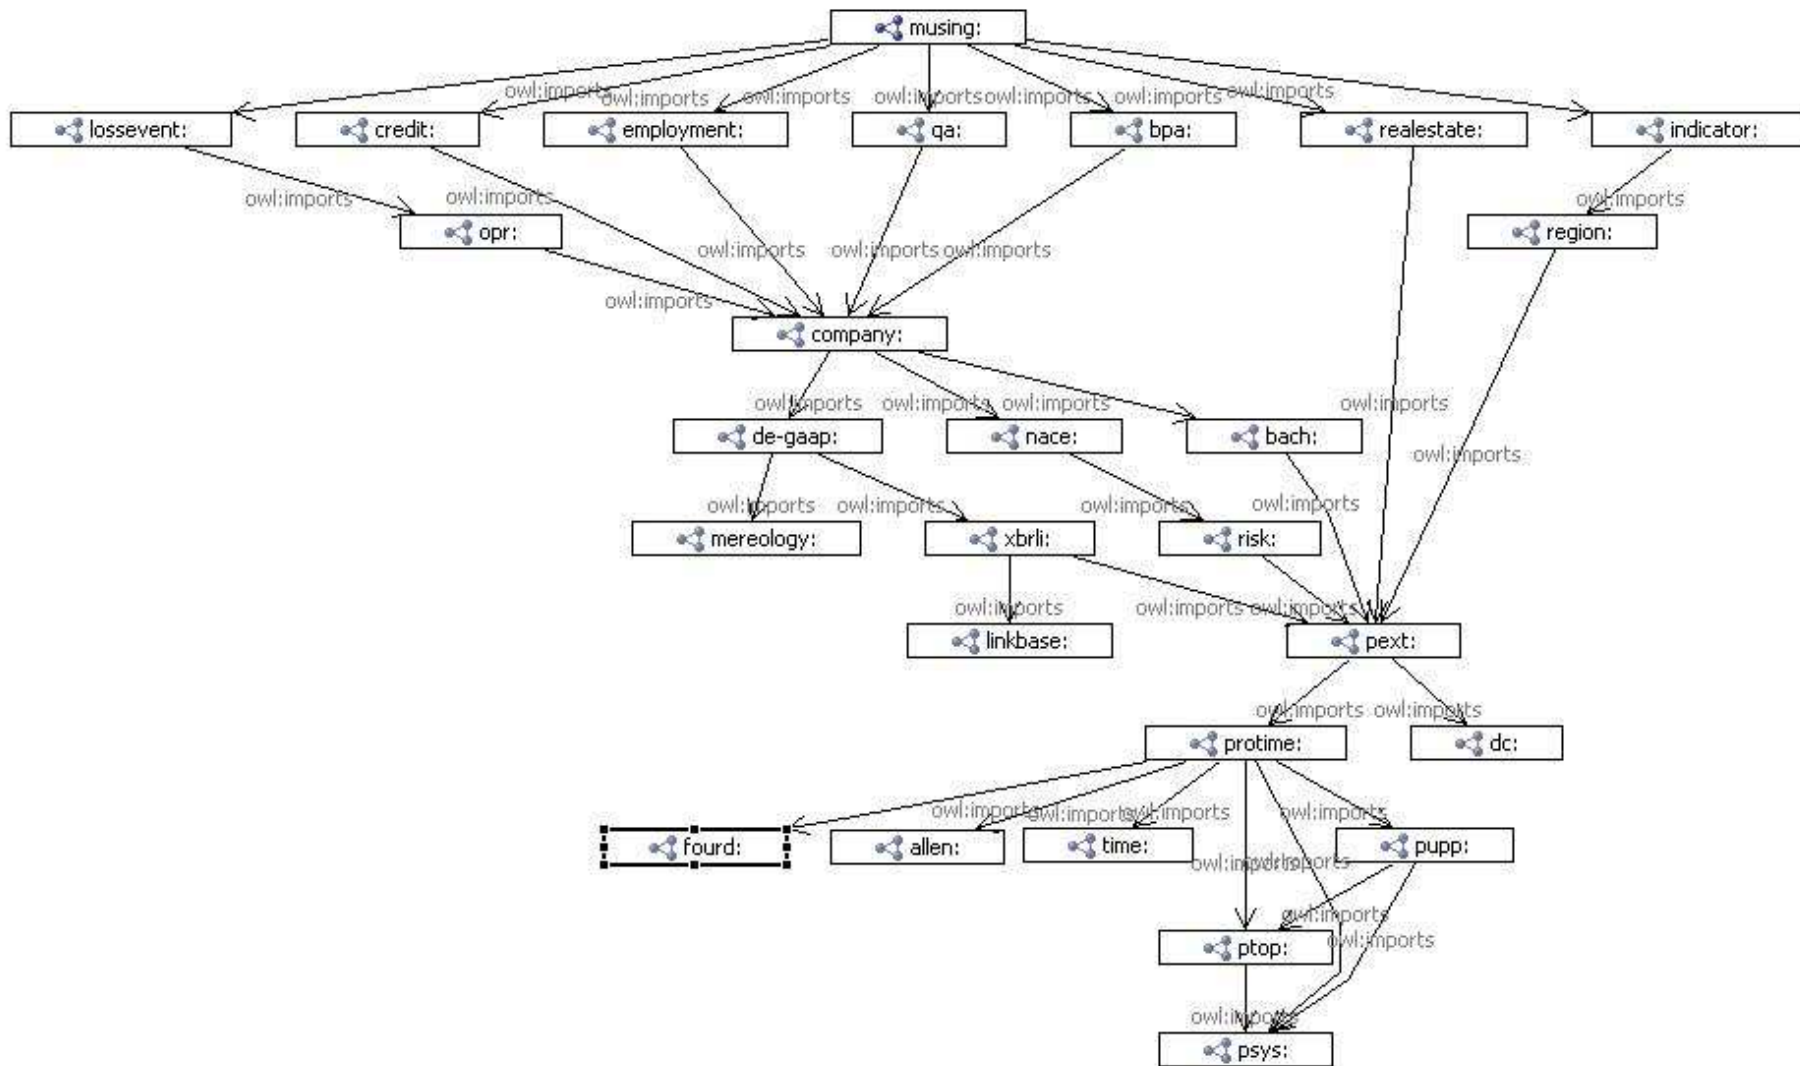 musing:
owl:imports owl:imports owl:imports owl:imports owl:imports owl:imports owl:imports
lossevent: credit: employment: qa: bpa: realestate: indicator:
owl:imports owl:imports owl:imports
opr: region:
owl:imports owl:imports owl:imports
owl:imports
company:
owl:imports owl:imports owl:imports owl:imports
de-gaap: nace: bach:
owl:imports
owl:imports owl:imports owl:imports
mereology: xbrli: risk:
owl:imports owl:imports owl:imports
linkbase: pext:
owl:imports owl:imports
protime: dc:
owl:imports owl:imports owl:imports owl:imports
fourd: allen: time: pupp:
owl:imports owl:imports
owl:imports
owl:imports
ptop:
owl:imports
psys: